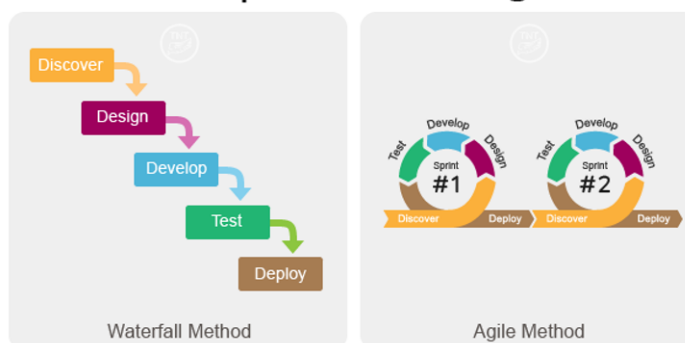 Discover
Design
Develop
Test
Deploy
Waterfall Method
Test
Develop
Design
Sprint
#1
Discover
Deploy
Test
Develop
Design
Sprint
#2
Discover
Deploy
Agile Method